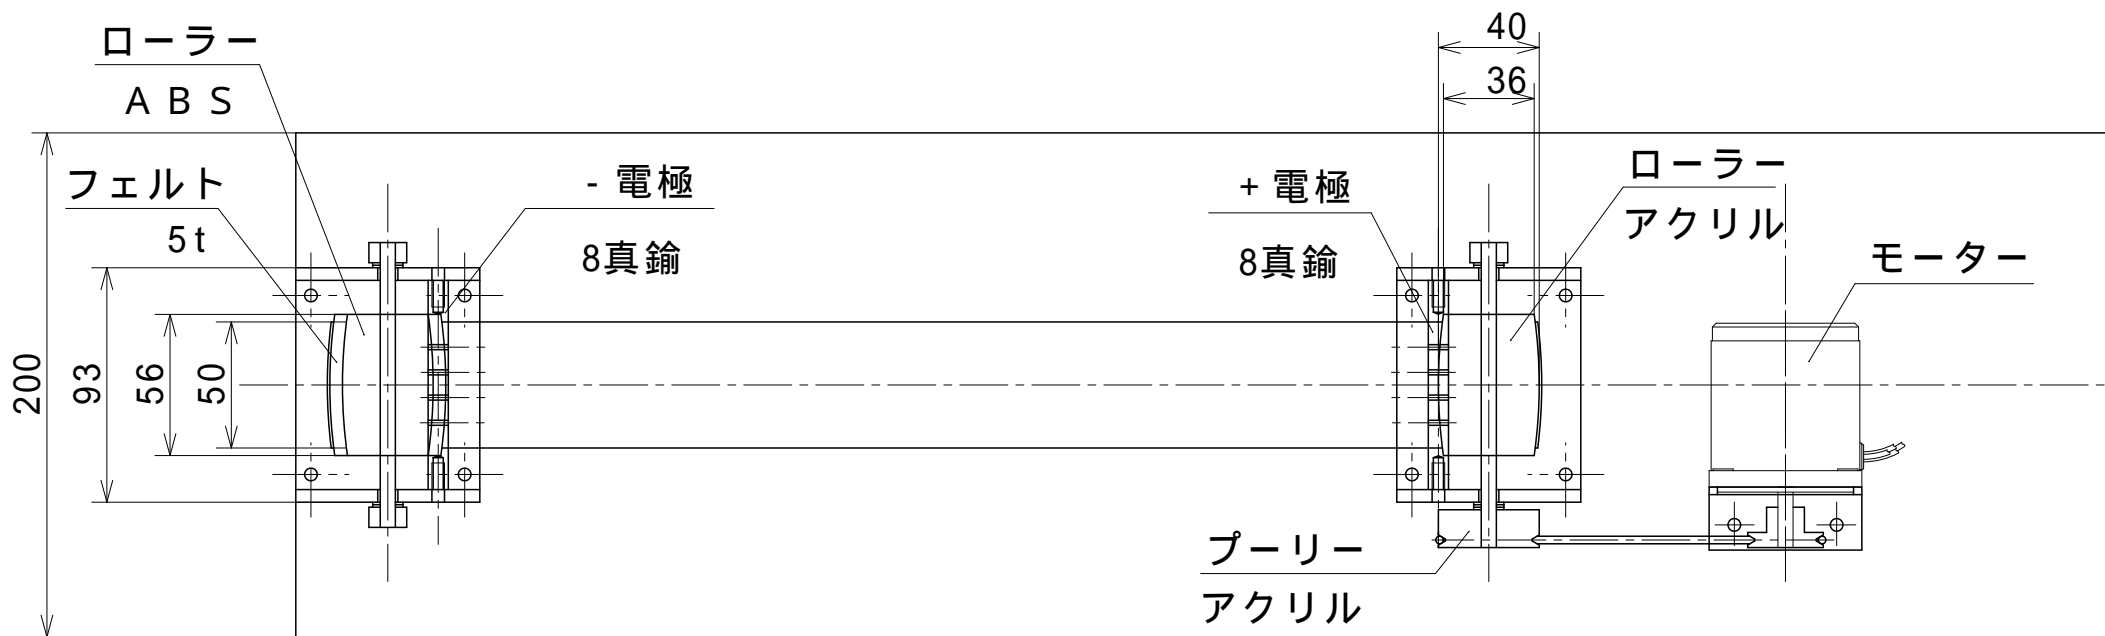 ローラー
ABS
フェルト
5t
- 電極
8真鍮
+ 電極
8真鍮
40
36
ローラー
アクリル
モーター
200
93
56
50
プーリー
アクリル